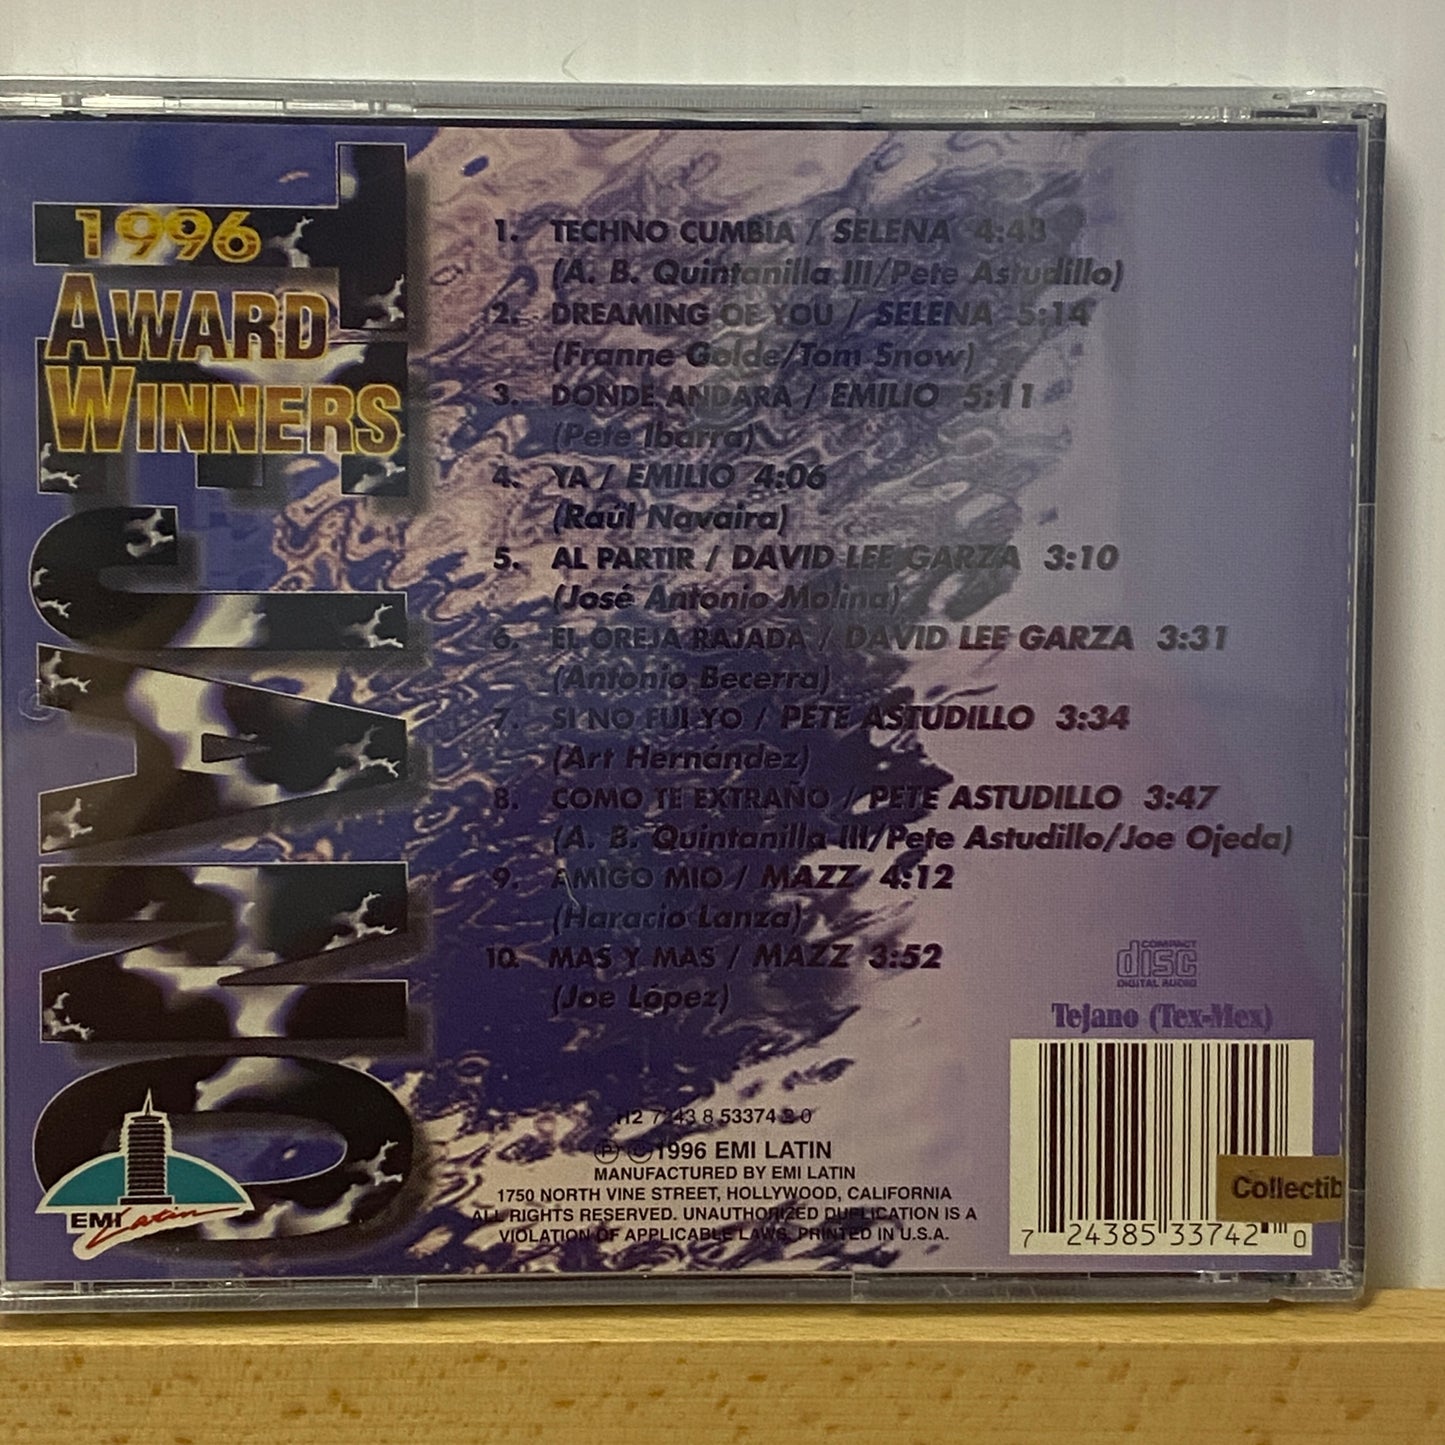 1996
AWARD
WINNERS
ONAJET
1. TECHNO CUMBIA / SELENA 4:43
(A. B. Quintanilla III/Pete Astudillo)
2. DREAMING OF YOU / SELENA 5:14
(Franne Golde/Tom Snow)
3. DONDE ANDARA / EMILIO 5:11
(Pete Ibarra)
4. YA / EMILIO 4:06
(Raúl Navaira)
5. AL PARTIR / DAVID LEE GARZA 3:10
(José Antonio Molina)
6. EL OREJA RAJADA / DAVID LEE GARZA 3:31
(Antonio Becerra)
7. SI NO FUI YO / PETE ASTUDILLO 3:34
(Art Hernández)
8. COMO TE EXTRAÑO / PETE ASTUDILLO 3:47
(A. B. Quintanilla III/Pete Astudillo/Joe Ojeda)
9. AMIGO MIO / MAZZ 4:12
(Haracio Lanza)
10. MAS Y MAS / MAZZ 3:52
(Joe López)
COMPACT
disc
DIGITAL AUDIO
Tejano (Tex-Mex)
H2 7243 8 53374 2 0
Ⓟ ©1996 EMI LATIN
MANUFACTURED BY EMI LATIN
1750 NORTH VINE STREET, HOLLYWOOD, CALIFORNIA
ALL RIGHTS RESERVED. UNAUTHORIZED DUPLICATION IS A
VIOLATION OF APPLICABLE LAWS. PRINTED IN U.S.A.
EMI Latin
Collectib
7 24385 33742 0